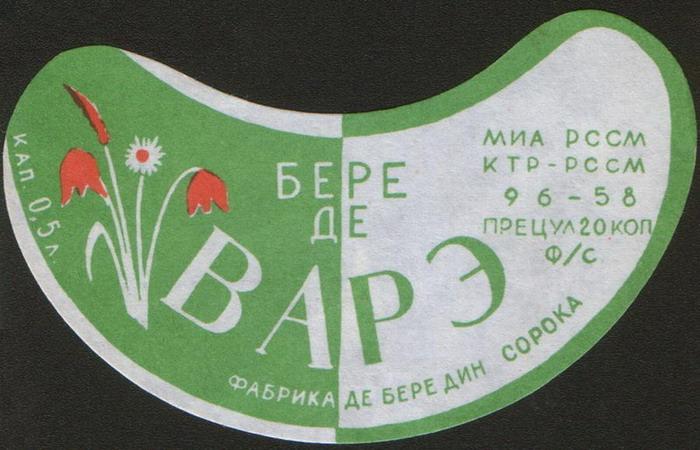 КАП. 0,5 л.
БЕРЕ
ДЕ
ВАРЭ
МИА РССМ
КТР-РССМ
96-58
ПРЕЦУЛ 20 КОП
Ф/С
ФАБРИКА ДЕ БЕРЕ ДИН СОРОКА